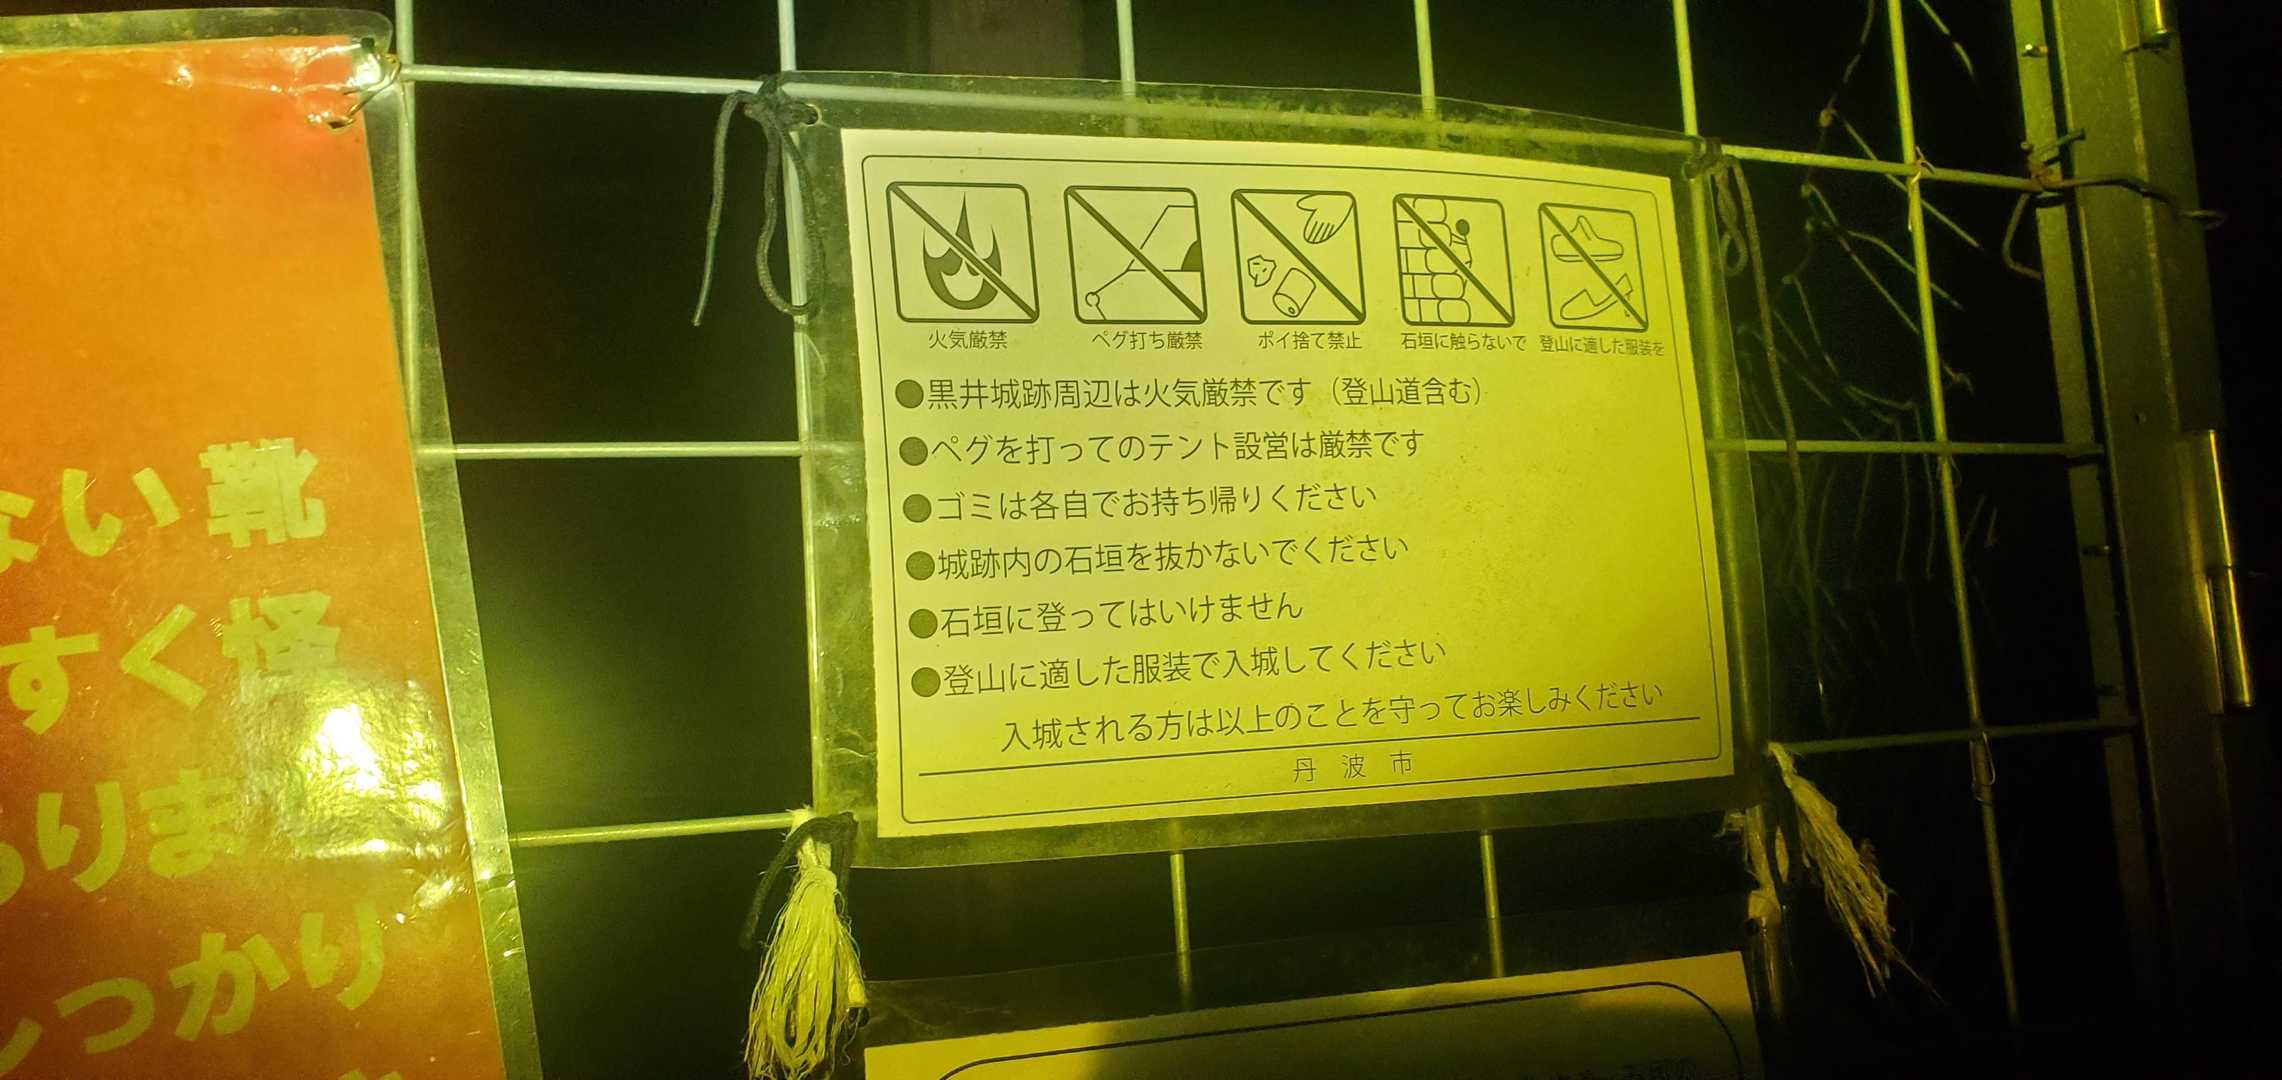 ない靴
すく怪
ありま
しっかり
火気厳禁
ペグ打ち厳禁
ポイ捨て禁止
石垣に触らないで
登山に適した服装を
●黒井城跡周辺は火気厳禁です（登山道含む）
●ペグを打ってのテント設営は厳禁です
●ゴミは各自でお持ち帰りください
●城跡内の石垣を抜かないでください
●石垣に登ってはいけません
●登山に適した服装で入城してください
入城される方は以上のことを守ってお楽しみください
丹波市